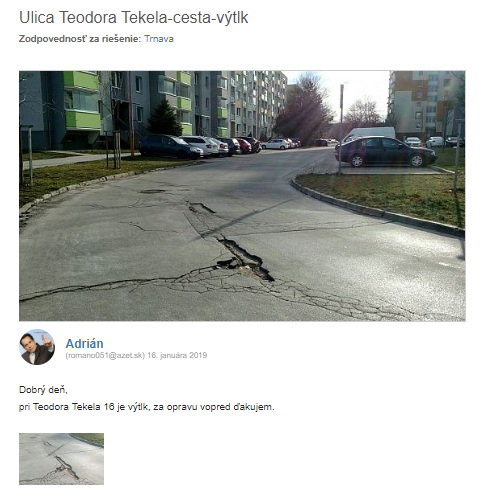 Ulica Teodora Tekela-cesta-výtlk
Zodpovednosť za riešenie: Trnava
Adrián
(romano051@azet.sk) 16. januára 2019
Dobrý deň,
pri Teodora Tekela 16 je výtlk, za opravu vopred ďakujem.